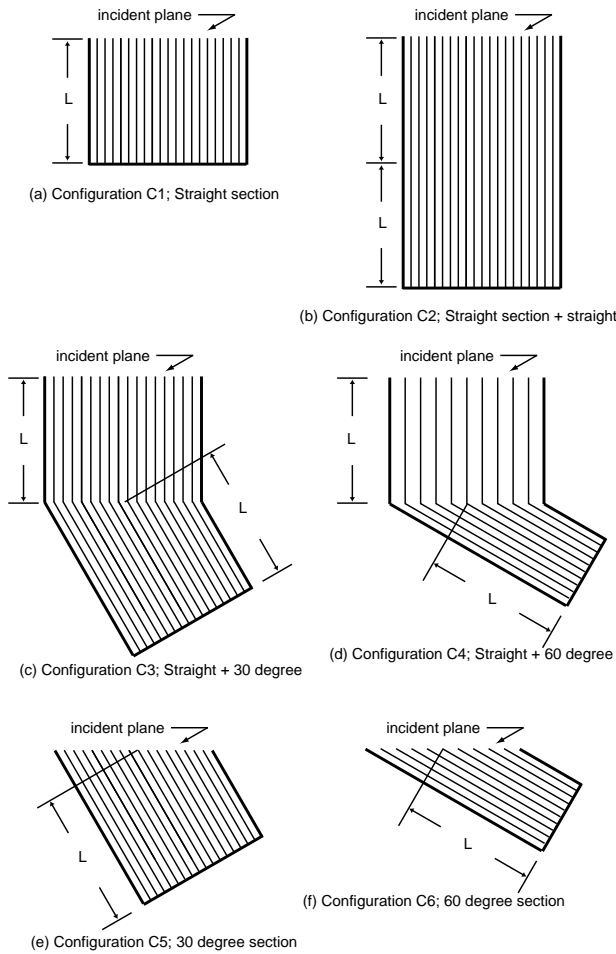 incident plane
L
(a) Configuration C1; Straight section
incident plane
L
L
(b) Configuration C2; Straight section + straight
incident plane
L
L
(c) Configuration C3; Straight + 30 degree
incident plane
L
L
(d) Configuration C4; Straight + 60 degree
incident plane
L
(e) Configuration C5; 30 degree section
incident plane
L
(f) Configuration C6; 60 degree section